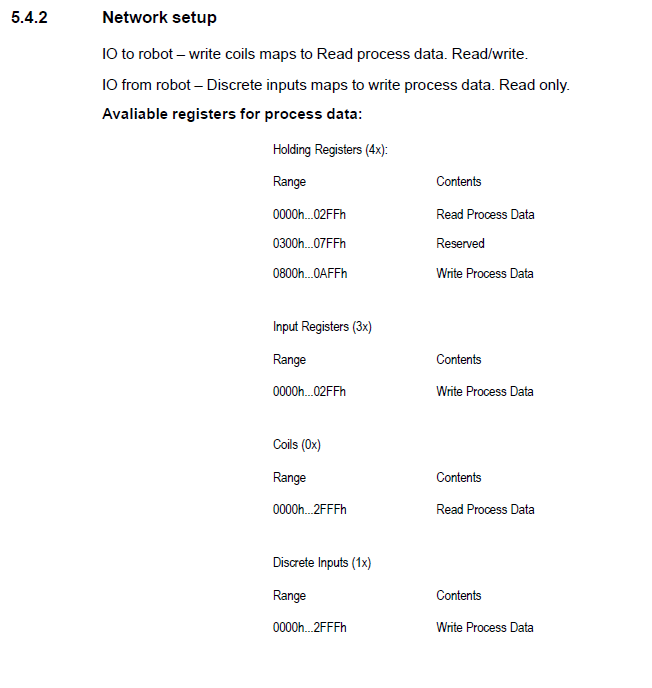 5.4.2 Network setup
IO to robot – write coils maps to Read process data. Read/write.
IO from robot – Discrete inputs maps to write process data. Read only.
Avaliable registers for process data:
Holding Registers (4x):
Range Contents
0000h...02FFh Read Process Data
0300h...07FFh Reserved
0800h...0AFFh Write Process Data
Input Registers (3x)
Range Contents
0000h...02FFh Write Process Data
Coils (0x)
Range Contents
0000h...2FFFh Read Process Data
Discrete Inputs (1x)
Range Contents
0000h...2FFFh Write Process Data